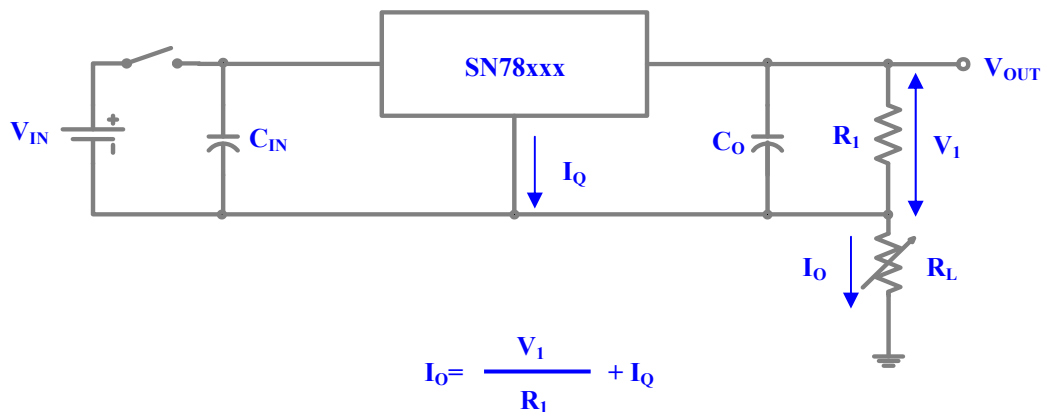 SN78xxx
V_OUT
V_IN
+
-
C_IN
C_O
R_1
V_1
I_Q
I_O
R_L
I_O= V_1 / R_1 + I_Q